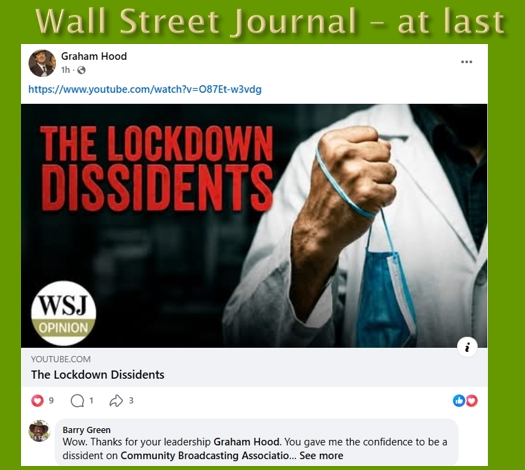 Wall Street Journal – at last
Graham Hood
1h ·
https://www.youtube.com/watch?v=O87Et-w3vdg
THE LOCKDOWN
DISSIDENTS
WSJ
OPINION
i
YOUTUBE.COM
The Lockdown Dissidents
9 1 3
Barry Green
Wow. Thanks for your leadership Graham Hood. You gave me the confidence to be a
dissident on Community Broadcasting Associatio... See more